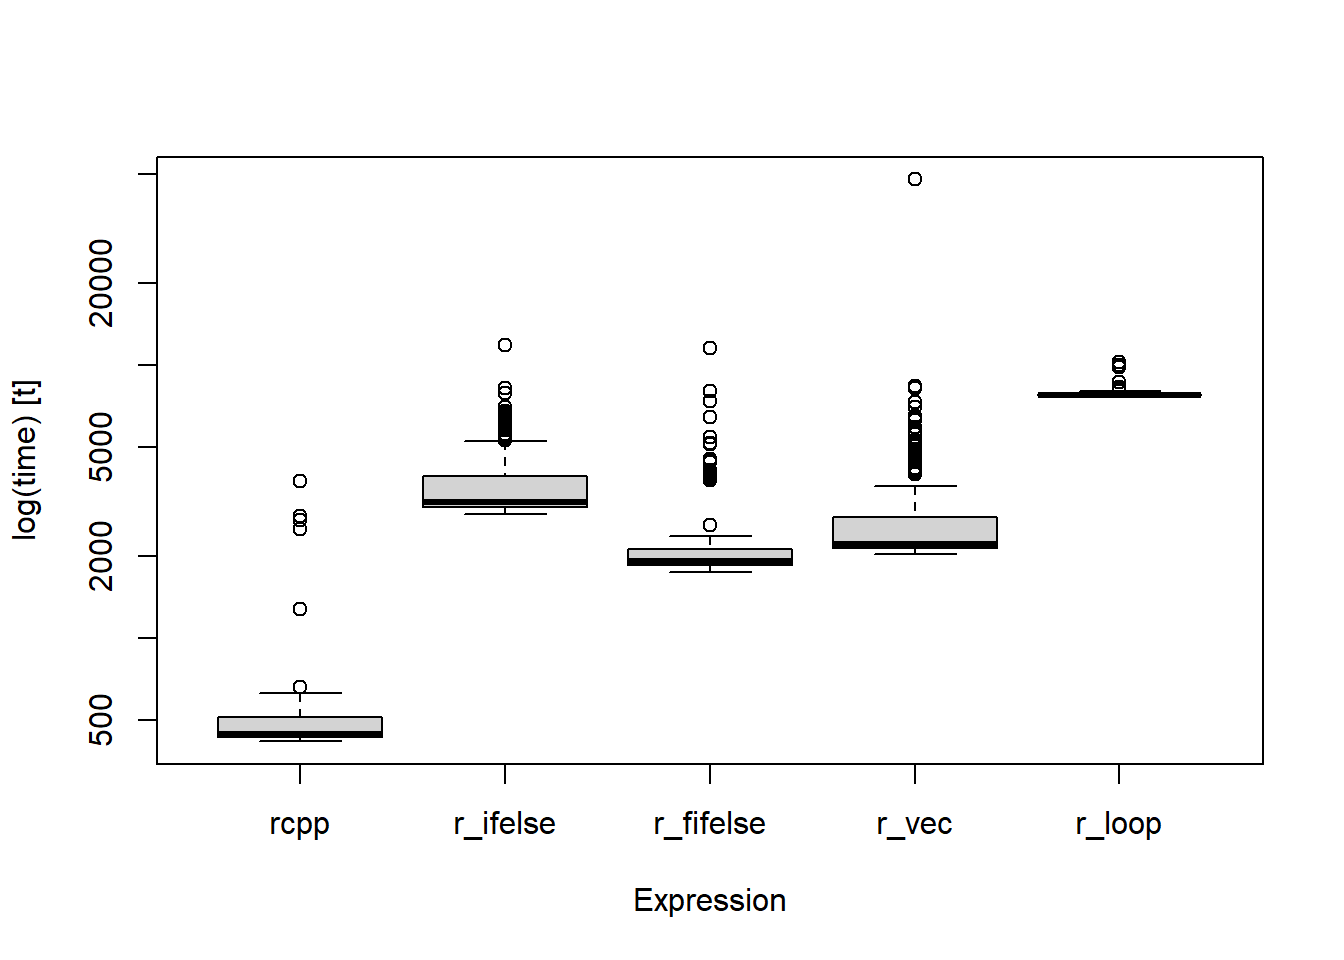 log(time) [t]
20000
5000
2000
500
rcpp
r_ifelse
r_fifelse
r_vec
r_loop
Expression